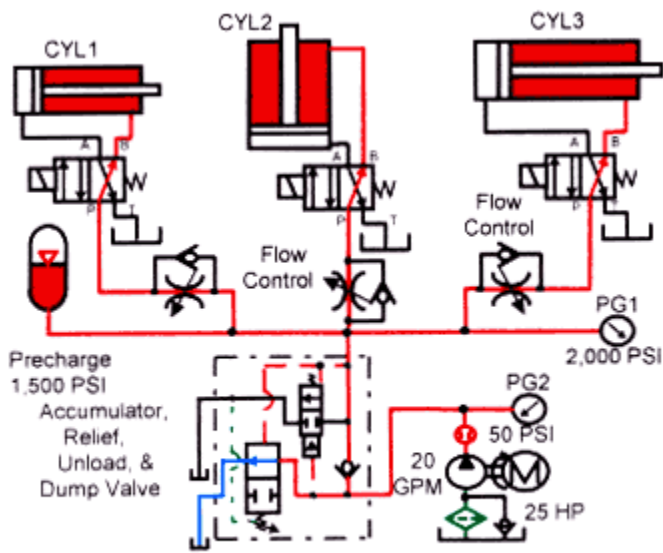 CYL1
CYL2
CYL3
A B
P T
A B
P T
A B
P T
Flow
Control
Flow
Control
PG1
2,000 PSI
Precharge
1,500 PSI
Accumulator,
Relief,
Unload, &
Dump Valve
PG2
50 PSI
20
GPM
M
25 HP